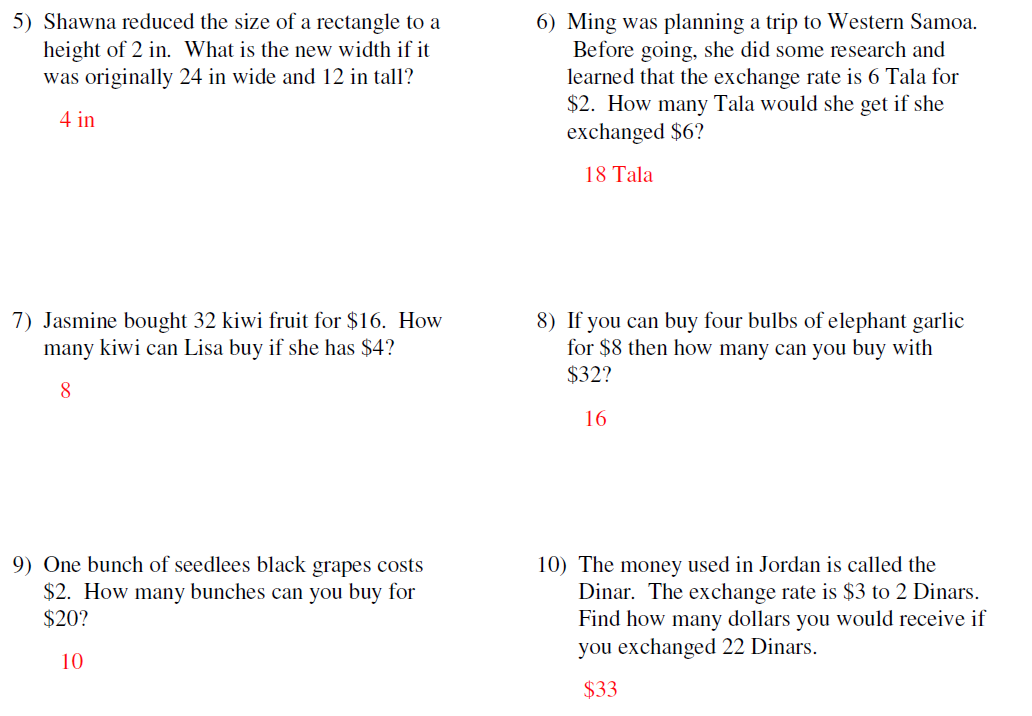 5) Shawna reduced the size of a rectangle to a
height of 2 in.  What is the new width if it
was originally 24 in wide and 12 in tall?
4 in
6) Ming was planning a trip to Western Samoa.
Before going, she did some research and
learned that the exchange rate is 6 Tala for
$2.  How many Tala would she get if she
exchanged $6?
18 Tala
7) Jasmine bought 32 kiwi fruit for $16.  How
many kiwi can Lisa buy if she has $4?
8
8) If you can buy four bulbs of elephant garlic
for $8 then how many can you buy with
$32?
16
9) One bunch of seedlees black grapes costs
$2.  How many bunches can you buy for
$20?
10
10) The money used in Jordan is called the
Dinar.  The exchange rate is $3 to 2 Dinars.
Find how many dollars you would receive if
you exchanged 22 Dinars.
$33